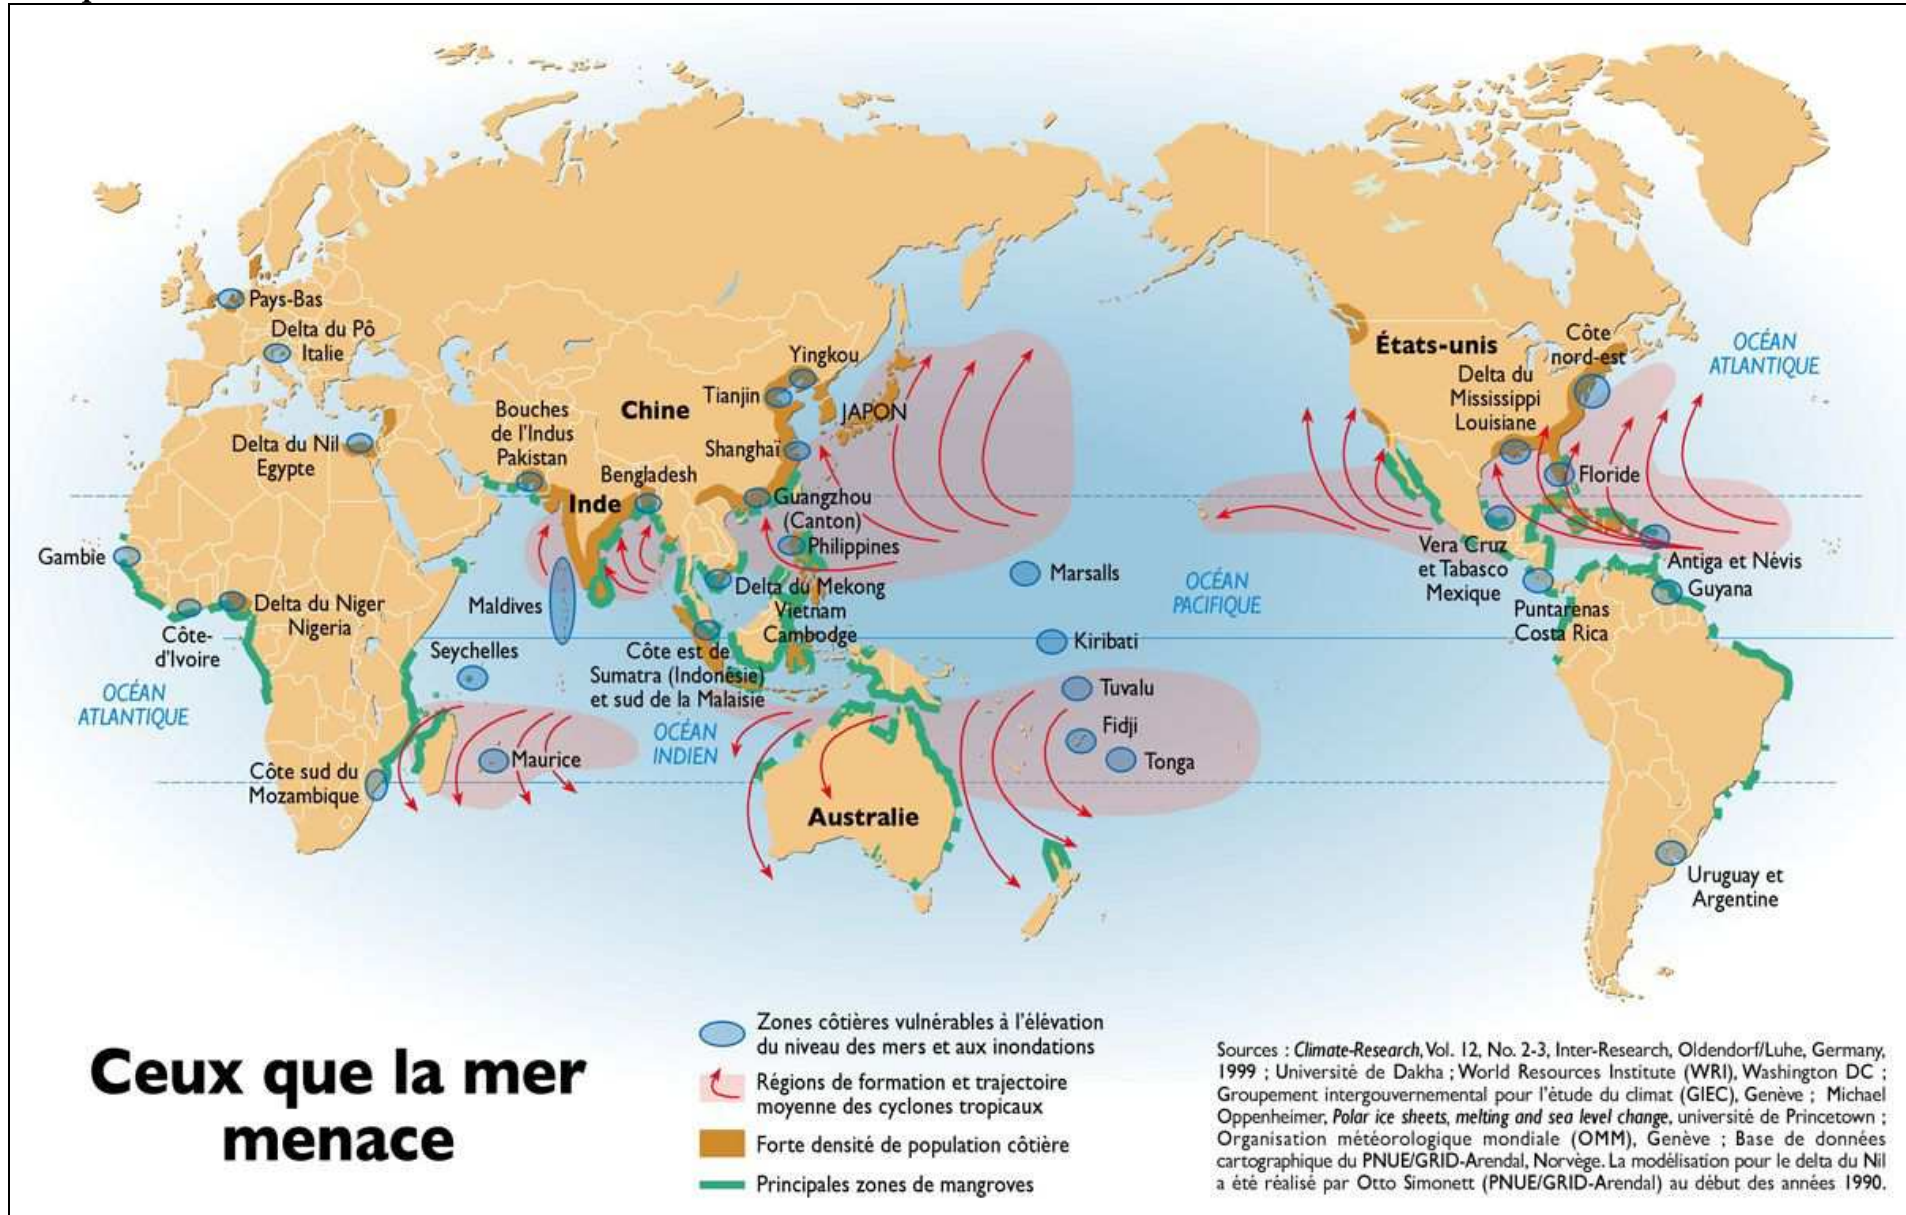 Pays-Bas
Delta du Pô
Italie
Delta du Nil
Egypte
Bouches
de l'Indus
Pakistan
Chine
Yingkou
Tianjin
JAPON
Shanghaï
Bengladesh
Inde
Guangzhou
(Canton)
Philippines
Gambie
Delta du Niger
Nigeria
Côte-
d'Ivoire
Maldives
Seychelles
Delta du Mekong
Vietnam
Cambodge
Côte est de
Sumatra (Indonésie)
et sud de la Malaisie
OCÉAN
ATLANTIQUE
OCÉAN
INDIEN
Maurice
Côte sud du
Mozambique
Australie
Marsalls
Kiribati
Tuvalu
Fidji
Tonga
OCÉAN
PACIFIQUE
États-unis
Côte
nord-est
Delta du
Mississippi
Louisiane
OCÉAN
ATLANTIQUE
Floride
Vera Cruz
et Tabasco
Mexique
Antiga et Névis
Guyana
Puntarenas
Costa Rica
Uruguay et
Argentine
Ceux que la mer
menace
Zones côtières vulnérables à l'élévation
du niveau des mers et aux inondations
Régions de formation et trajectoire
moyenne des cyclones tropicaux
Forte densité de population côtière
Principales zones de mangroves
Sources : Climate-Research, Vol. 12, No. 2-3, Inter-Research, Oldendorf/Luhe, Germany,
1999 ; Université de Dakha ; World Resources Institute (WRI), Washington DC ;
Groupement intergouvernemental pour l'étude du climat (GIEC), Genève ; Michael
Oppenheimer, Polar ice sheets, melting and sea level change, université de Princetown ;
Organisation météorologique mondiale (OMM), Genève ; Base de données
cartographique du PNUE/GRID-Arendal, Norvège. La modélisation pour le delta du Nil
a été réalisé par Otto Simonett (PNUE/GRID-Arendal) au début des années 1990.